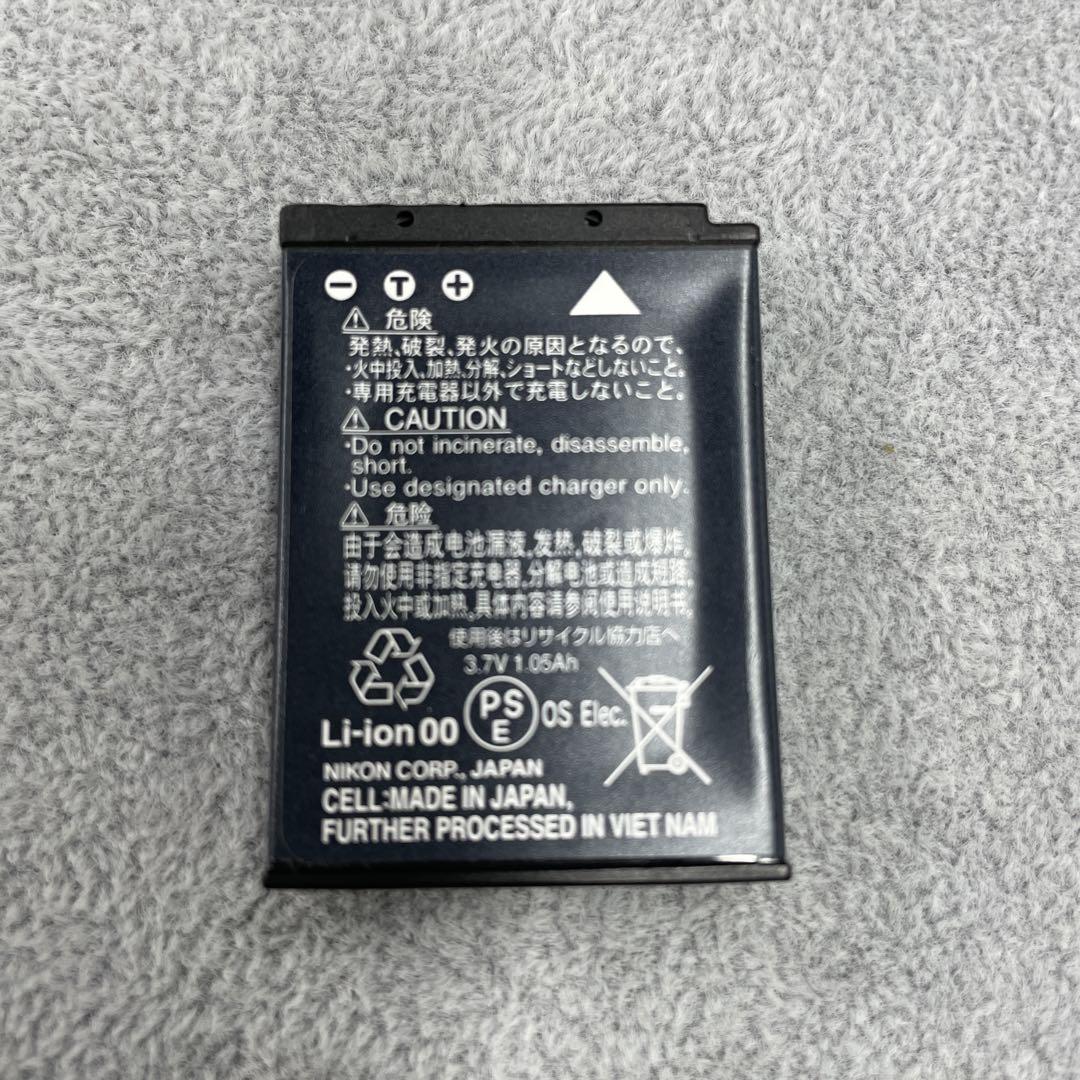 − T +
⚠ 危険
発熱、破裂、発火の原因となるので、
・火中投入、加熱、分解、ショートなどしないこと。
・専用充電器以外で充電しないこと。
⚠ CAUTION
·Do not incinerate, disassemble,
short.
·Use designated charger only.
⚠ 危险
由于会造成电池漏液，发热，破裂或爆炸。
请勿使用非指定充电器，分解电池或造成短路，
投入火中或加热，具体内容请参阅使用说明书。
使用後はリサイクル協力店へ
3.7V 1.05Ah
PS
E
OS Elec.
Li-ion 00
NIKON CORP., JAPAN
CELL:MADE IN JAPAN,
FURTHER PROCESSED IN VIET NAM